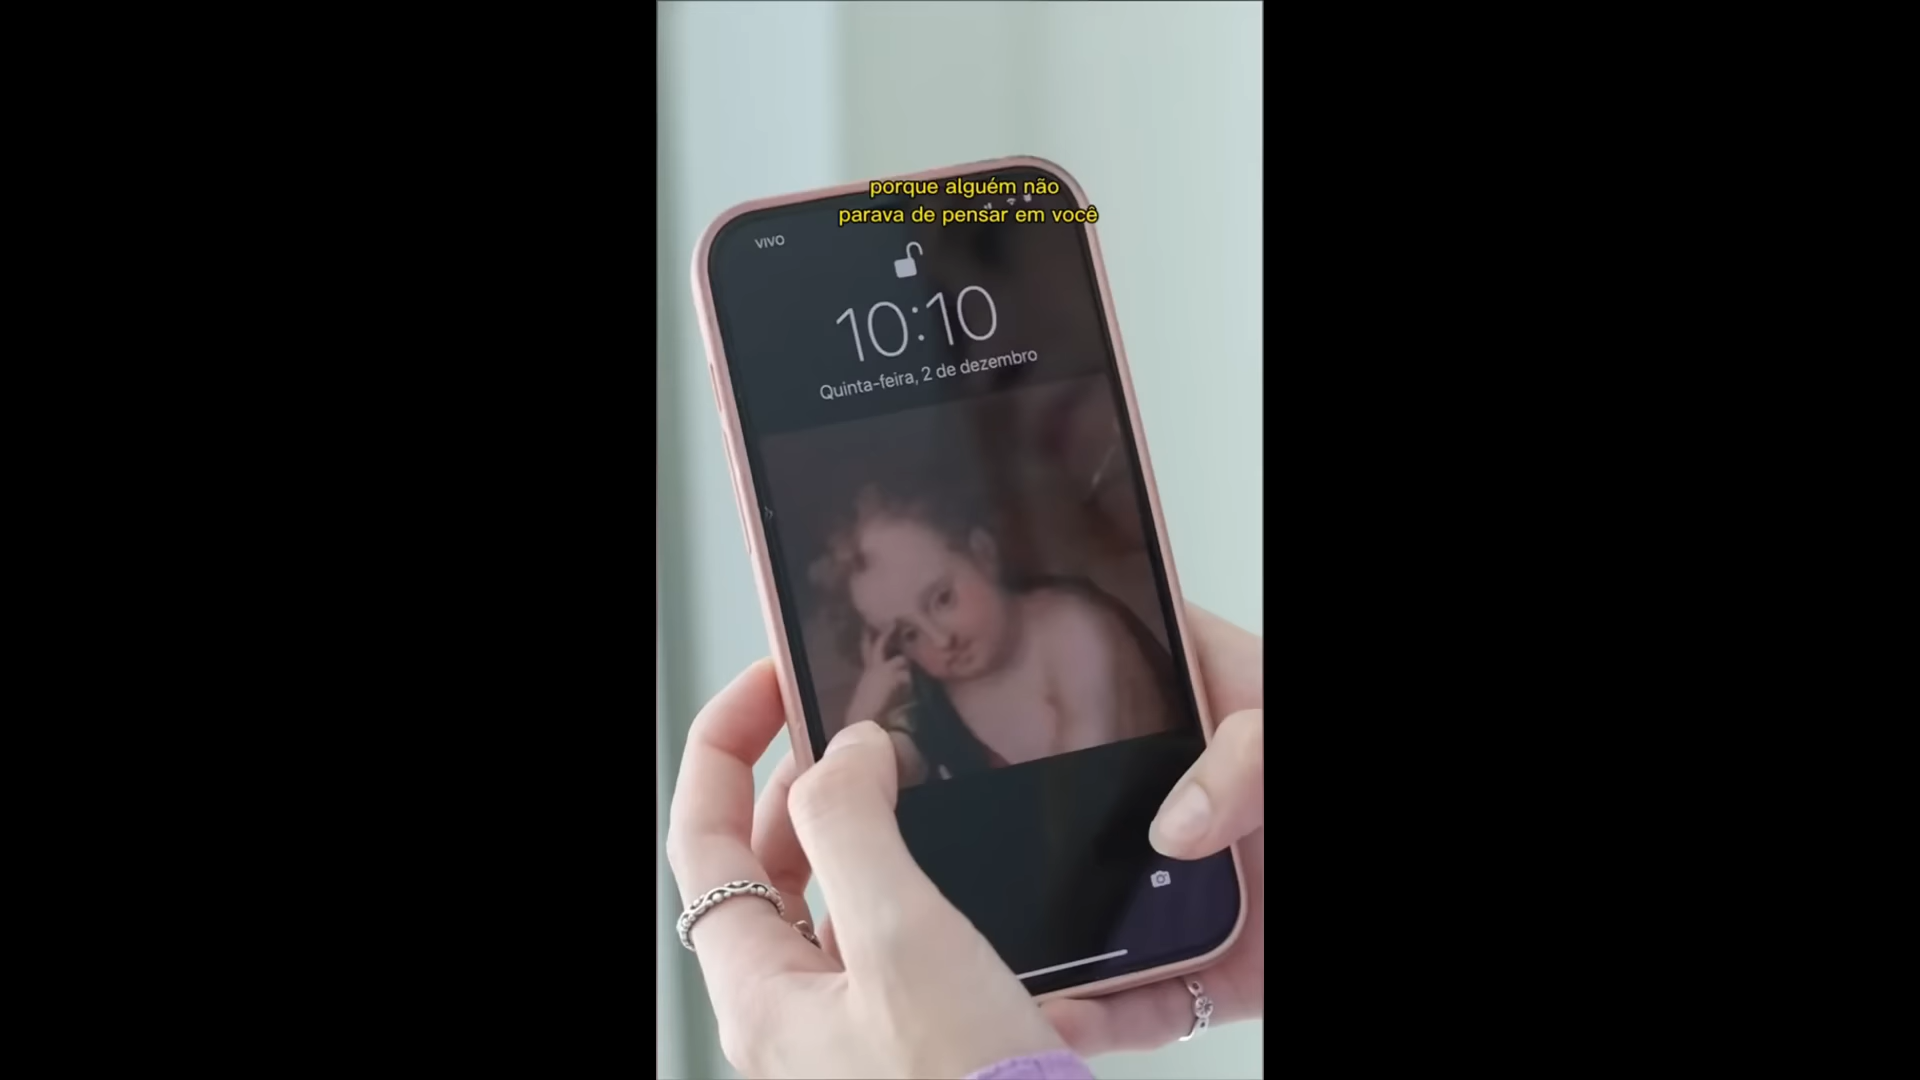 porque alguém não
parava de pensar em você
VIVO
10:10
Quinta-feira, 2 de dezembro